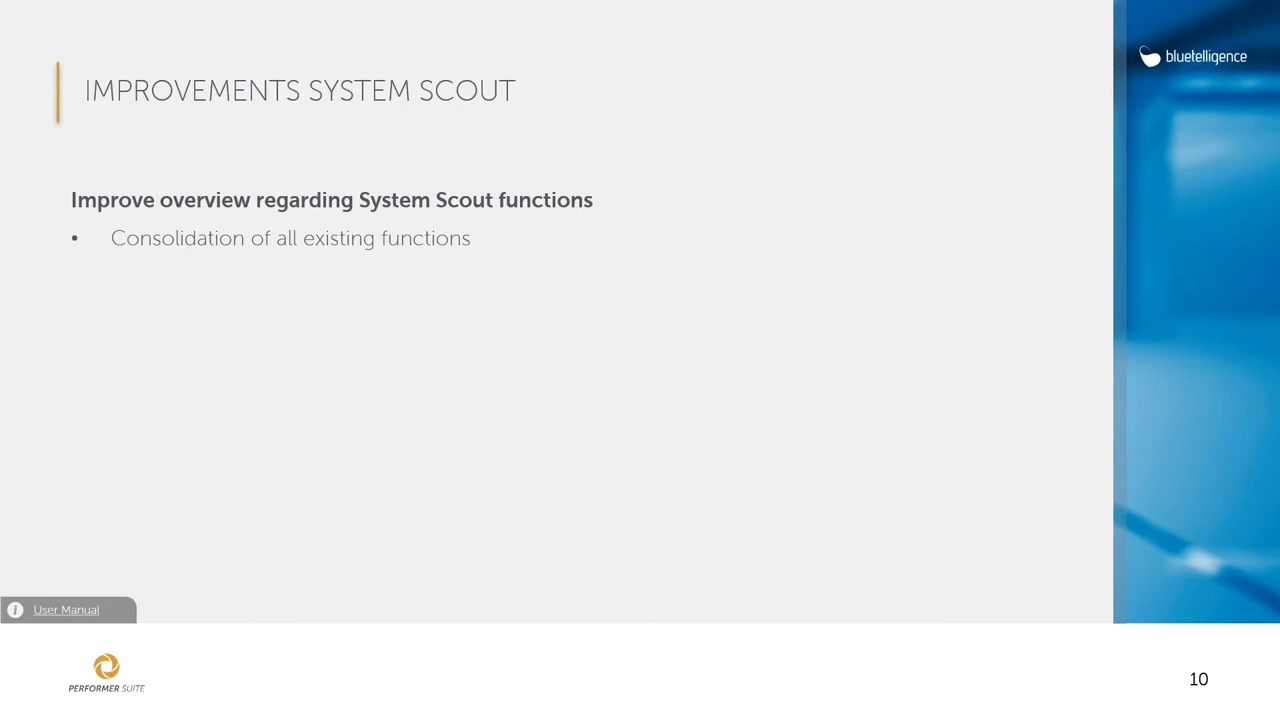 bluetelligence
IMPROVEMENTS SYSTEM SCOUT
Improve overview regarding System Scout functions
• Consolidation of all existing functions
i User Manual
PERFORMER SUITE
10